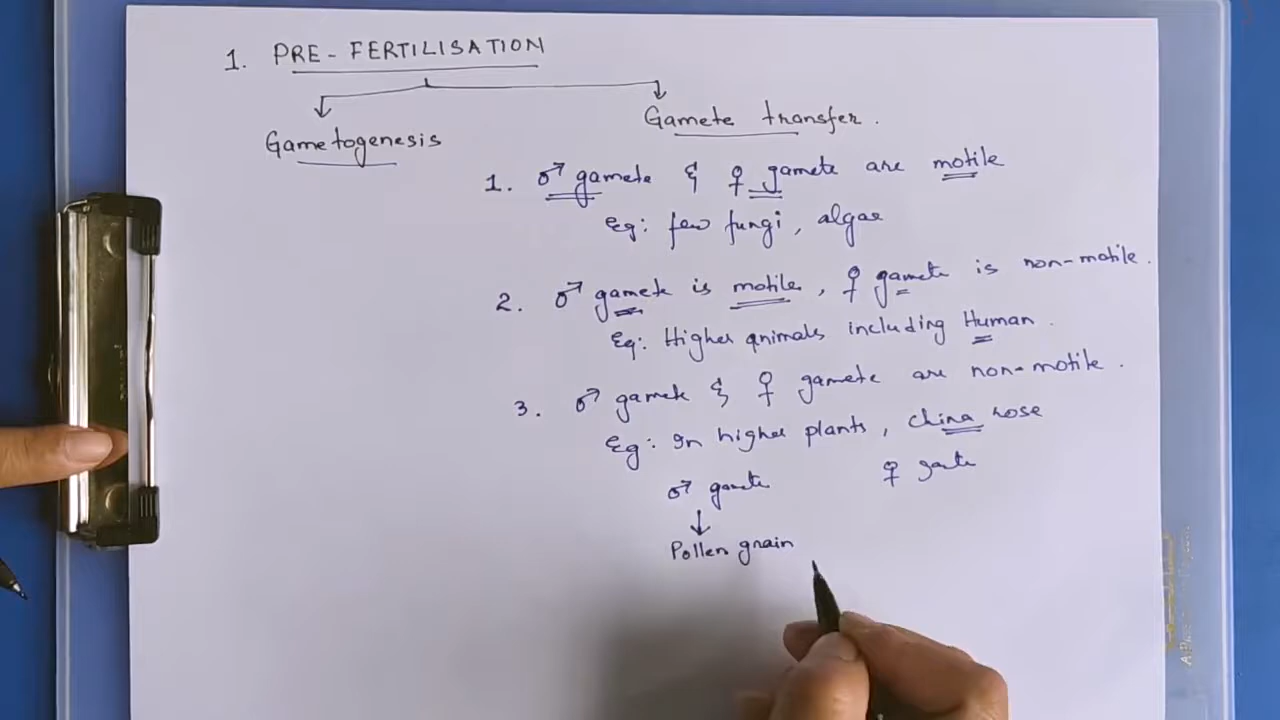 1. PRE-FERTILISATION
Gametogenesis
Gamete transfer.
1. ♂ gamete & ♀ gamete are motile
Eg: few fungi, algae
2. ♂ gamete is motile, ♀ gamete is non-motile.
Eg: Higher animals including Human.
3. ♂ gamete & ♀ gamete are non-motile.
Eg: In higher plants, china rose
♂ gamete ♀ gamete
Pollen grain